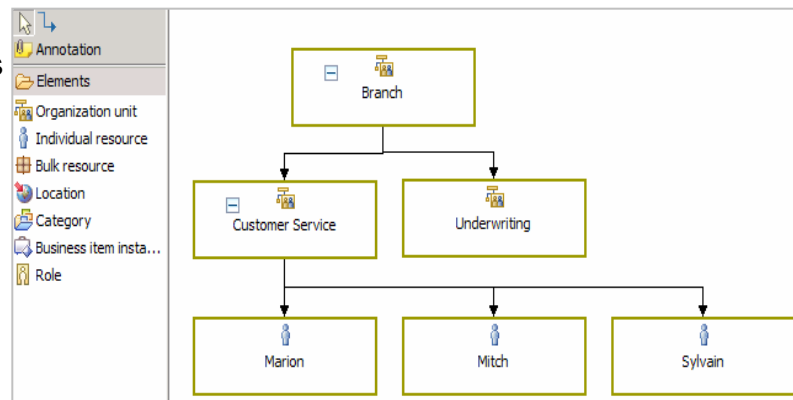 Annotation
s
Elements
Organization unit
Individual resource
Bulk resource
Location
Category
Business item insta...
Role
Branch
Customer Service
Underwriting
Marion
Mitch
Sylvain